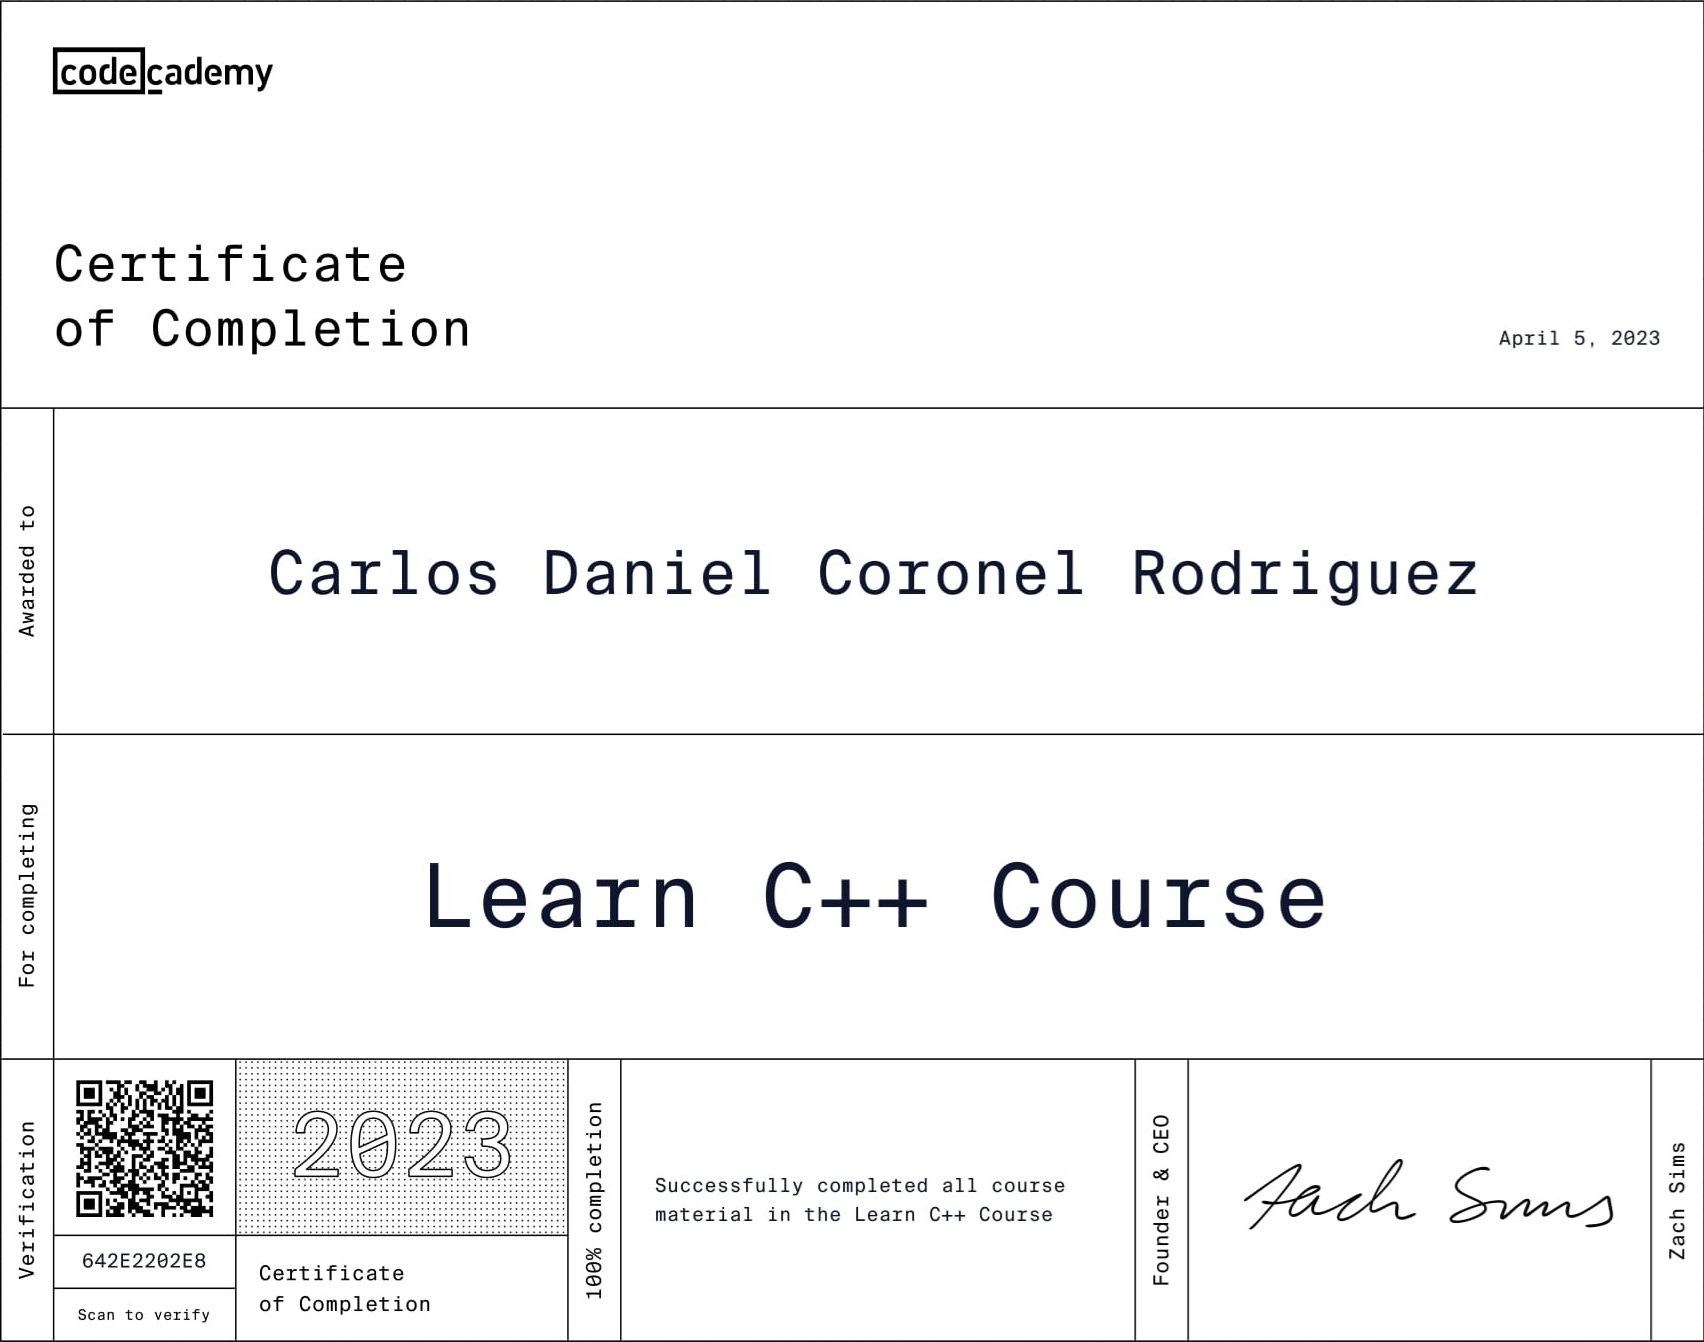 codecademy
Certificate
of Completion
April 5, 2023
Awarded to
Carlos Daniel Coronel Rodriguez
For completing
Learn C++ Course
Verification
642E2202E8
Scan to verify
2023
Certificate
of Completion
100% completion
Successfully completed all course
material in the Learn C++ Course
Founder & CEO
Zach Sims
Zach Sims